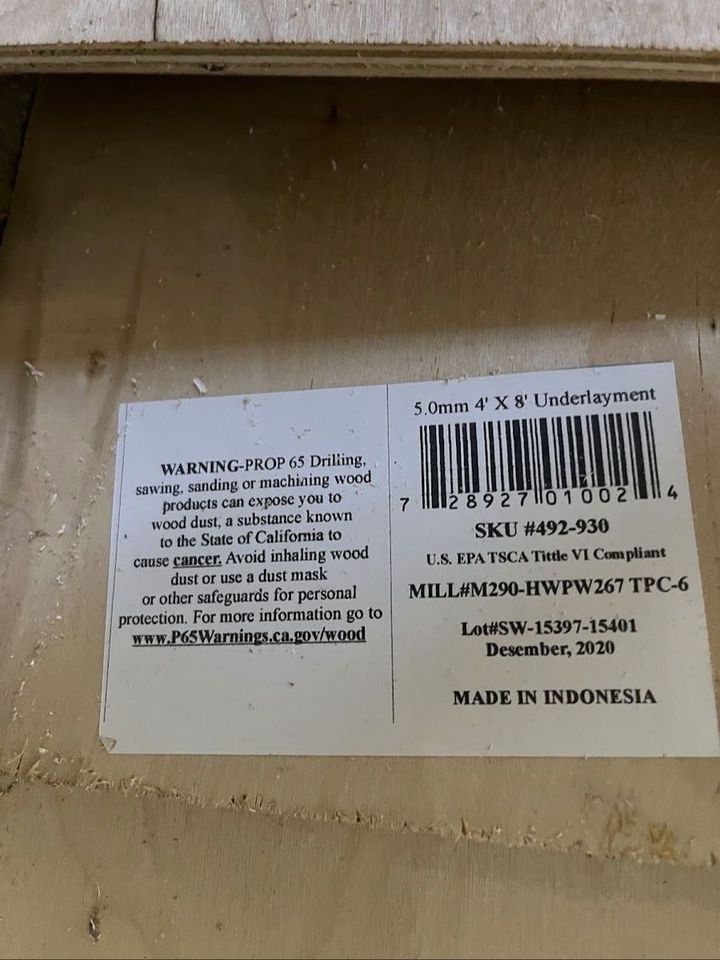 WARNING-PROP 65 Drilling,
sawing, sanding or machining wood
products can expose you to
wood dust, a substance known
to the State of California to
cause cancer. Avoid inhaling wood
dust or use a dust mask
or other safeguards for personal
protection. For more information go to
www.P65Warnings.ca.gov/wood
5.0mm 4' X 8' Underlayment
7 28927 01002 4
SKU #492-930
U.S. EPA TSCA Tittle VI Compliant
MILL#M290-HWPW267 TPC-6
Lot#SW-15397-15401
Desember, 2020
MADE IN INDONESIA